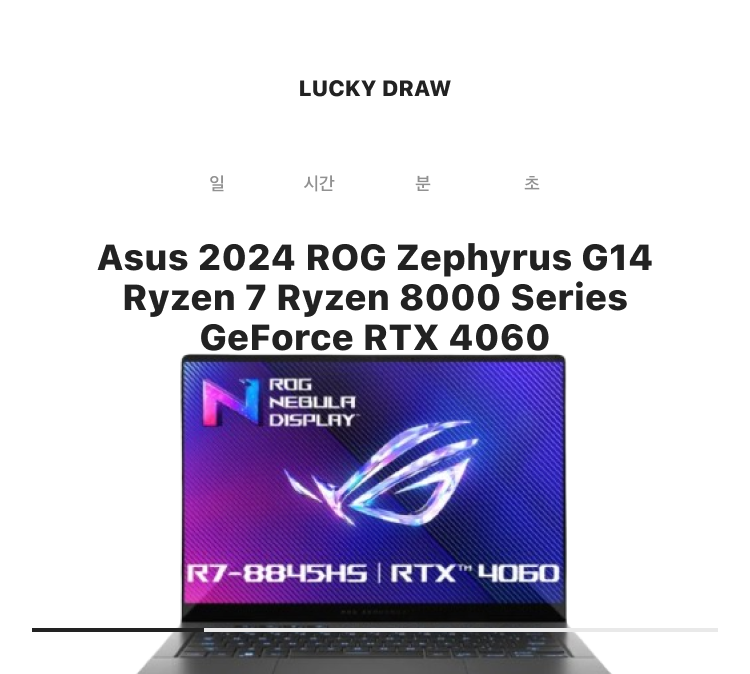 LUCKY DRAW
일 시간 분 초
Asus 2024 ROG Zephyrus G14
Ryzen 7 Ryzen 8000 Series
GeForce RTX 4060
ROG
NEBULA
DISPLAY™
R7-8845HS | RTX™ 4060